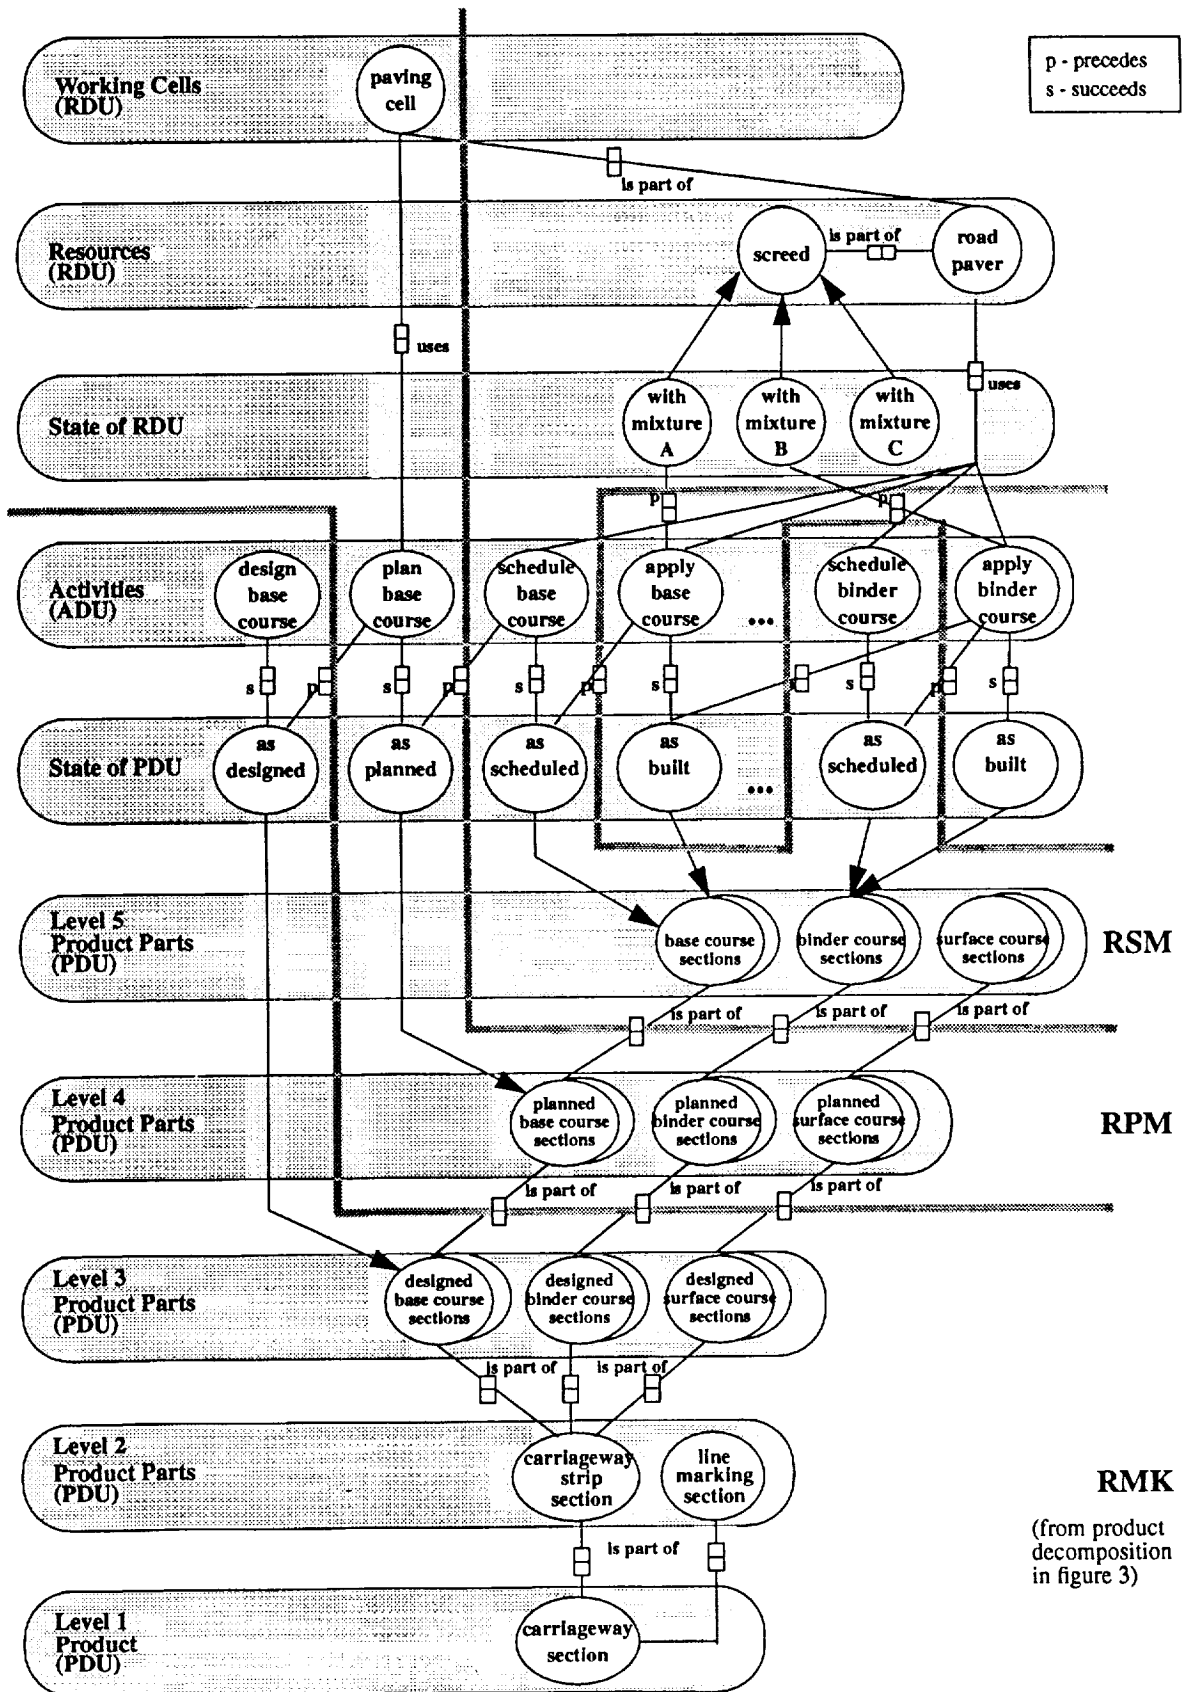 p - precedes
s - succeeds
Working Cells
(RDU)
paving
cell
is part of
Resources
(RDU)
screed
is part of
road
paver
uses
uses
State of RDU
with
mixture
A
with
mixture
B
with
mixture
C
p
p
Activities
(ADU)
design
base
course
plan
base
course
schedule
base
course
apply
base
course
...
schedule
binder
course
apply
binder
course
s
p
s
p
s
p
s
s
p
s
State of PDU
as
designed
as
planned
as
scheduled
as
built
...
as
scheduled
as
built
Level 5
Product Parts
(PDU)
base course
sections
binder course
sections
surface course
sections
RSM
is part of
is part of
is part of
Level 4
Product Parts
(PDU)
planned
base course
sections
planned
binder course
sections
planned
surface course
sections
RPM
is part of
is part of
is part of
Level 3
Product Parts
(PDU)
designed
base course
sections
designed
binder course
sections
designed
surface course
sections
is part of
is part of
Level 2
Product Parts
(PDU)
carriageway
strip
section
line
marking
section
RMK
(from product
decomposition
in figure 3)
is part of
Level 1
Product
(PDU)
carriageway
section